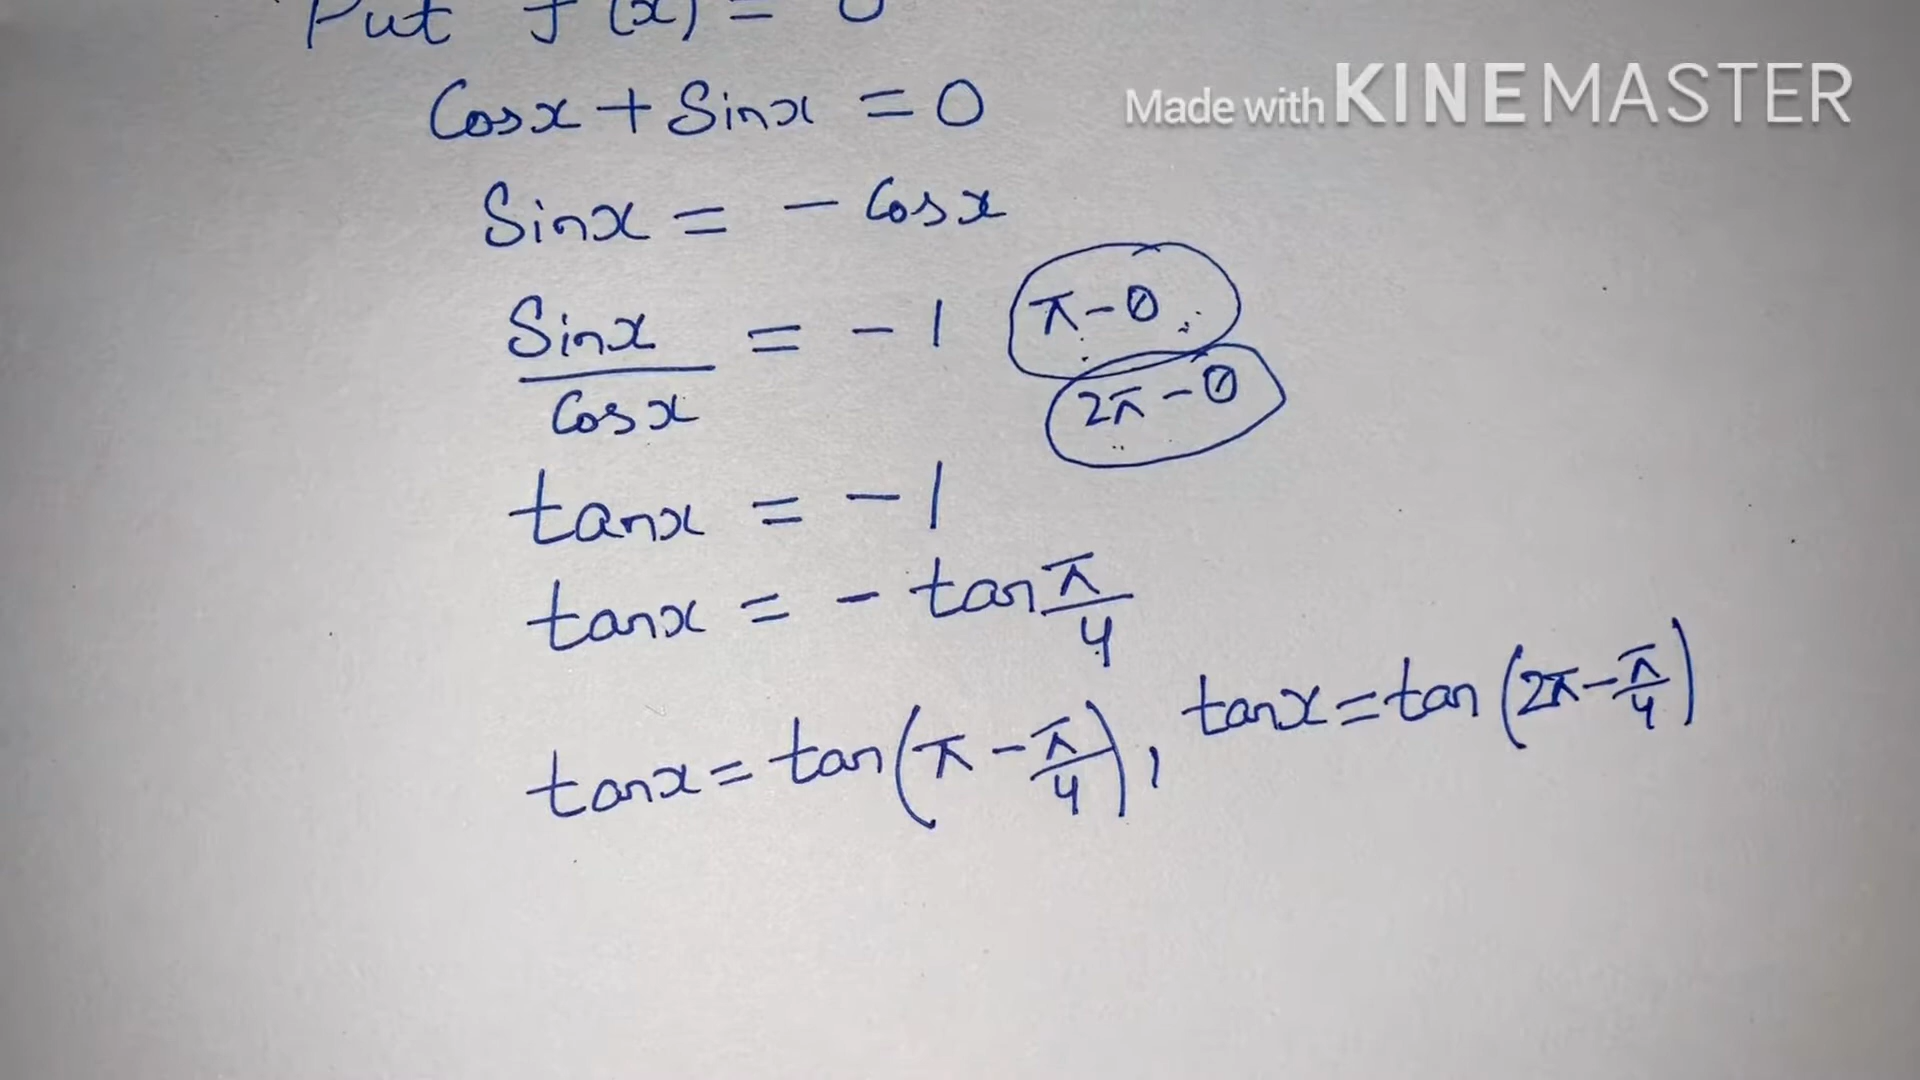 Put f(x) = 0
Made with KINEMASTER
Cosx + Sinx = 0
Sinx = - Cosx
Sinx/Cosx = -1
π-θ
2π-θ
tanx = -1
tanx = - tan π/4
tanx = tan(π - π/4), tanx = tan(2π - π/4)